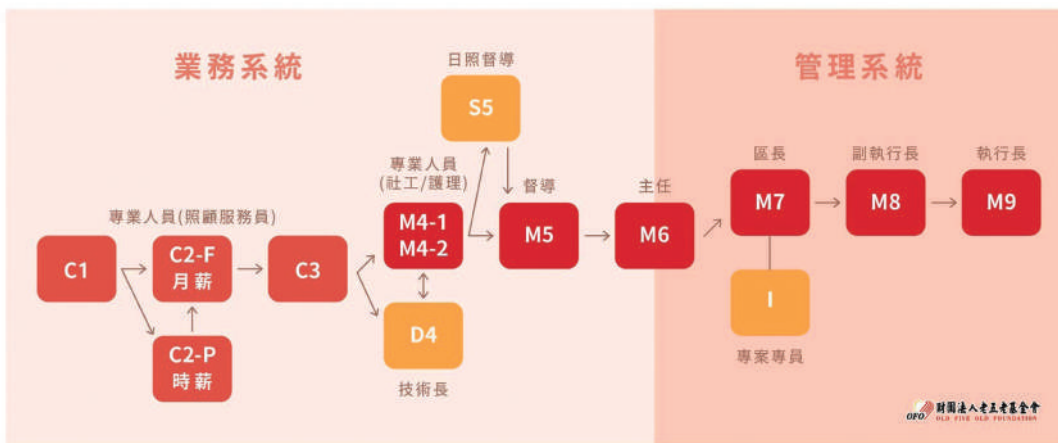 業務系統
管理系統
日照督導
S5
專業人員
(社工/護理)
督導
主任
區長
副執行長
執行長
專業人員(照顧服務員)
C1
C2-F
月薪
C2-P
時薪
C3
M4-1
M4-2
D4
技術長
M5
M6
M7
M8
M9
I
專案專員
OFO 財團法人老五老基金會
OLD FIVE OLD FOUNDATION